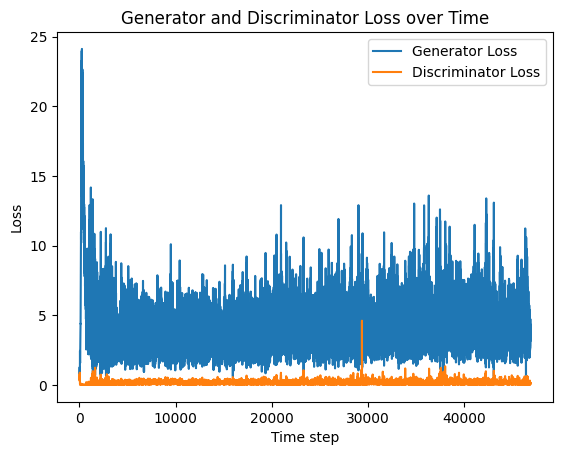 Generator and Discriminator Loss over Time
25
20
15
10
5
0
Loss
Generator Loss
Discriminator Loss
0 10000 20000 30000 40000
Time step